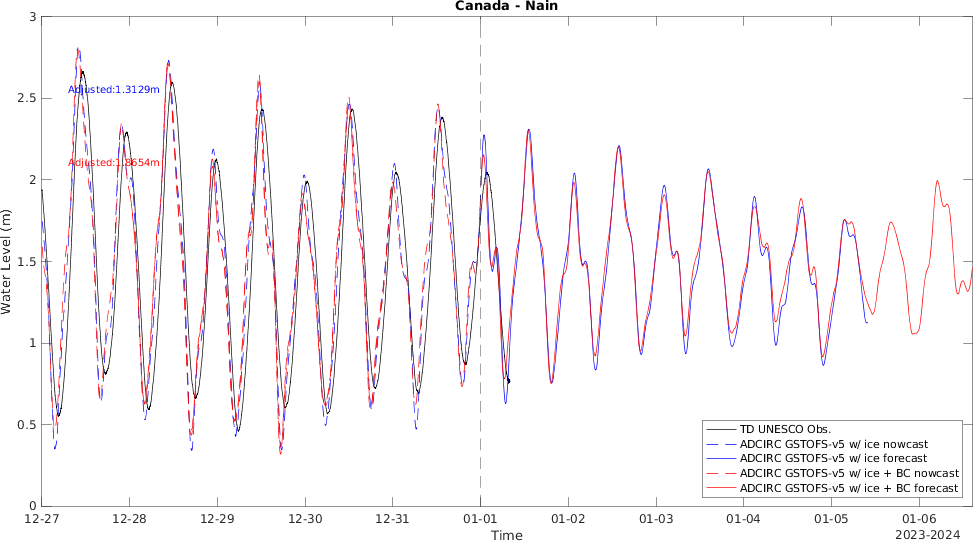 Canada - Nain
3
2.5
2
1.5
1
0.5
0
Water Level (m)
Adjusted:1.3129m
Adjusted:1.8654m
12-27 12-28 12-29 12-30 12-31 01-01 01-02 01-03 01-04 01-05 01-06
Time
2023-2024
TD UNESCO Obs.
ADCIRC GSTOFS-v5 w/ ice nowcast
ADCIRC GSTOFS-v5 w/ ice forecast
ADCIRC GSTOFS-v5 w/ ice + BC nowcast
ADCIRC GSTOFS-v5 w/ ice + BC forecast